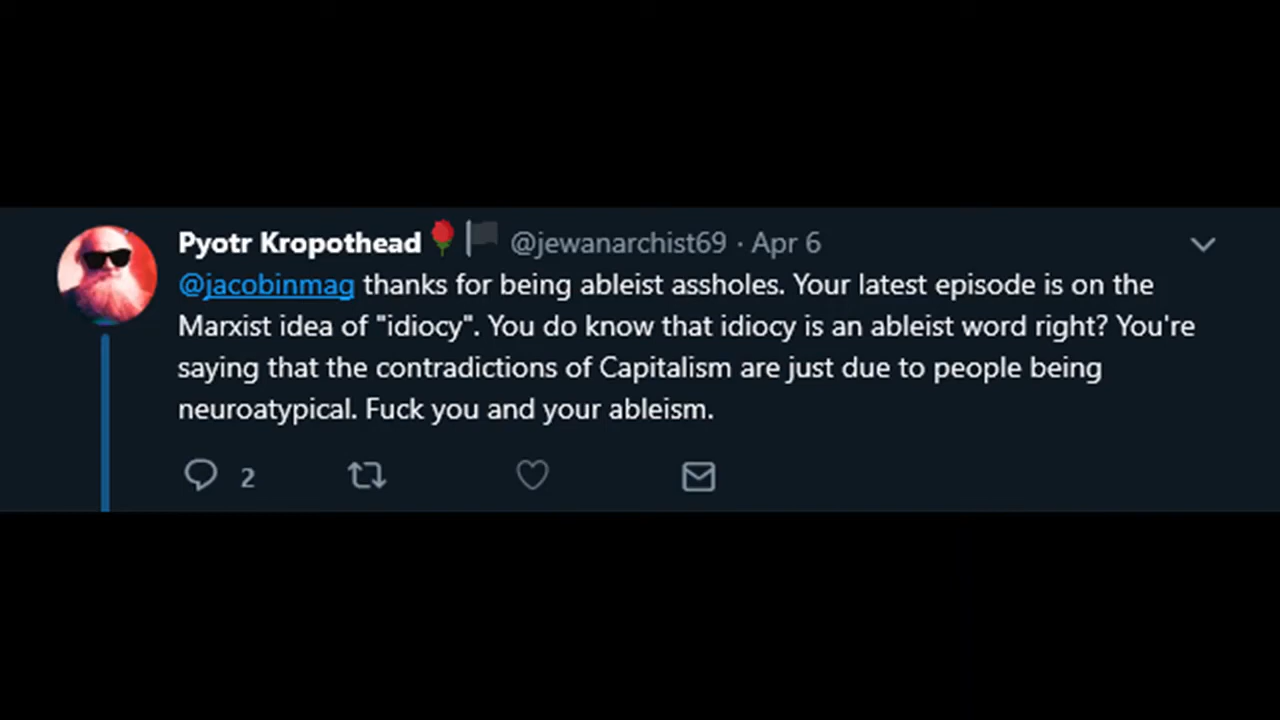 Pyotr Kropothead🌹🏴 @jewanarchist69 · Apr 6
@jacobinmag thanks for being ableist assholes. Your latest episode is on the
Marxist idea of "idiocy". You do know that idiocy is an ableist word right? You're
saying that the contradictions of Capitalism are just due to people being
neuroatypical. Fuck you and your ableism.
2